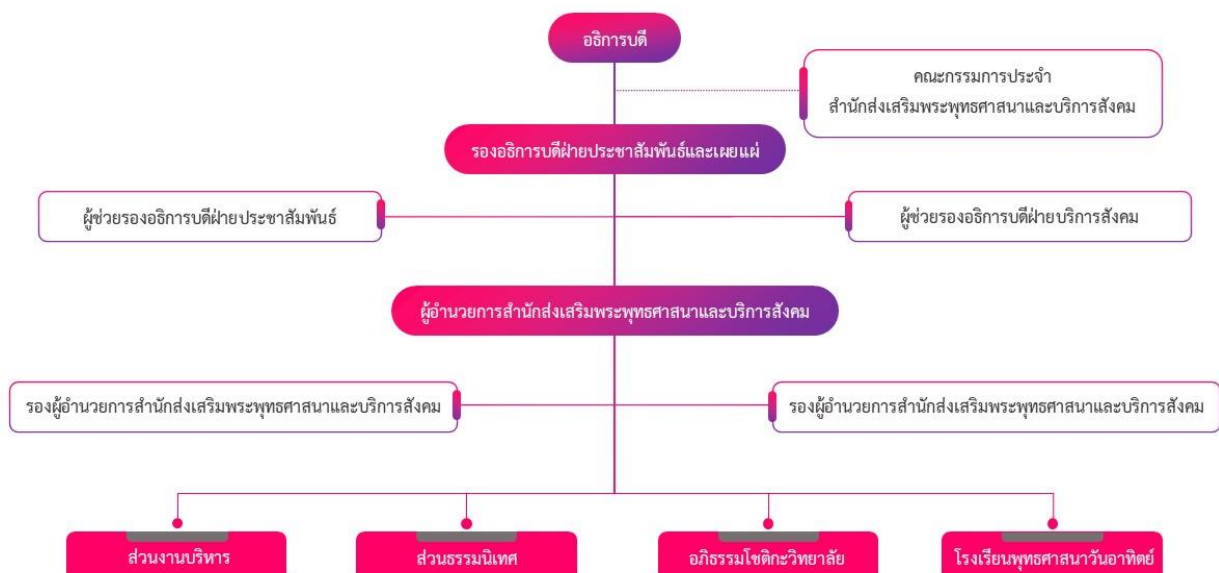 อธิการบดี
คณะกรรมการประจำ
สำนักส่งเสริมพระพุทธศาสนาและบริการสังคม
รองอธิการบดีฝ่ายประชาสัมพันธ์และเผยแผ่
ผู้ช่วยรองอธิการบดีฝ่ายประชาสัมพันธ์
ผู้ช่วยรองอธิการบดีฝ่ายบริการสังคม
ผู้อำนวยการสำนักส่งเสริมพระพุทธศาสนาและบริการสังคม
รองผู้อำนวยการสำนักส่งเสริมพระพุทธศาสนาและบริการสังคม
รองผู้อำนวยการสำนักส่งเสริมพระพุทธศาสนาและบริการสังคม
ส่วนงานบริหาร
ส่วนธรรมนิเทศ
อภิธรรมโชติกะวิทยาลัย
โรงเรียนพุทธศาสนาวันอาทิตย์